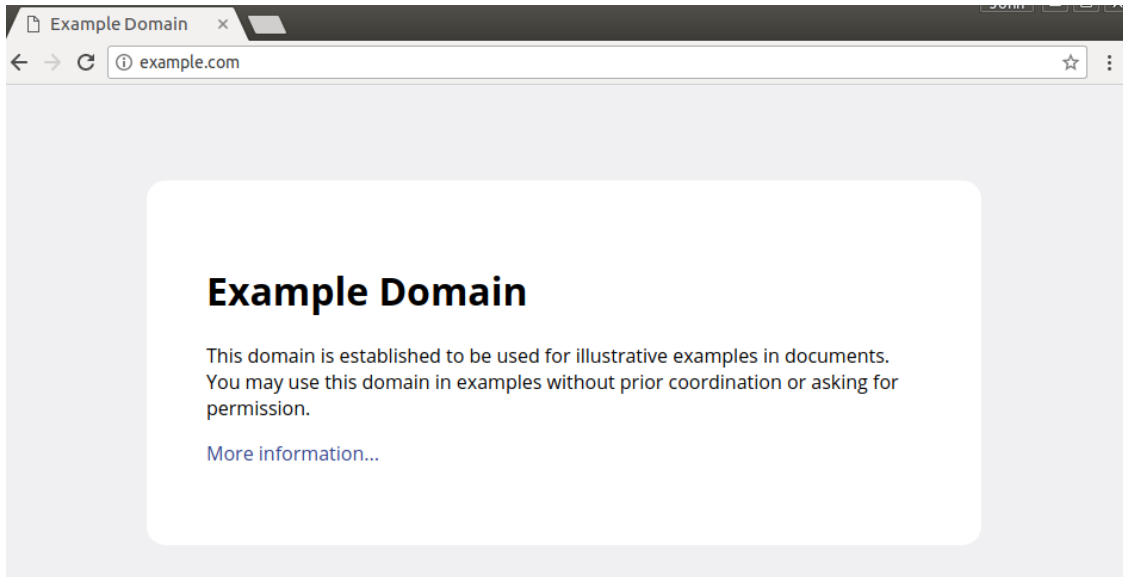 Example Domain
example.com
Example Domain
This domain is established to be used for illustrative examples in documents.
You may use this domain in examples without prior coordination or asking for
permission.
More information...